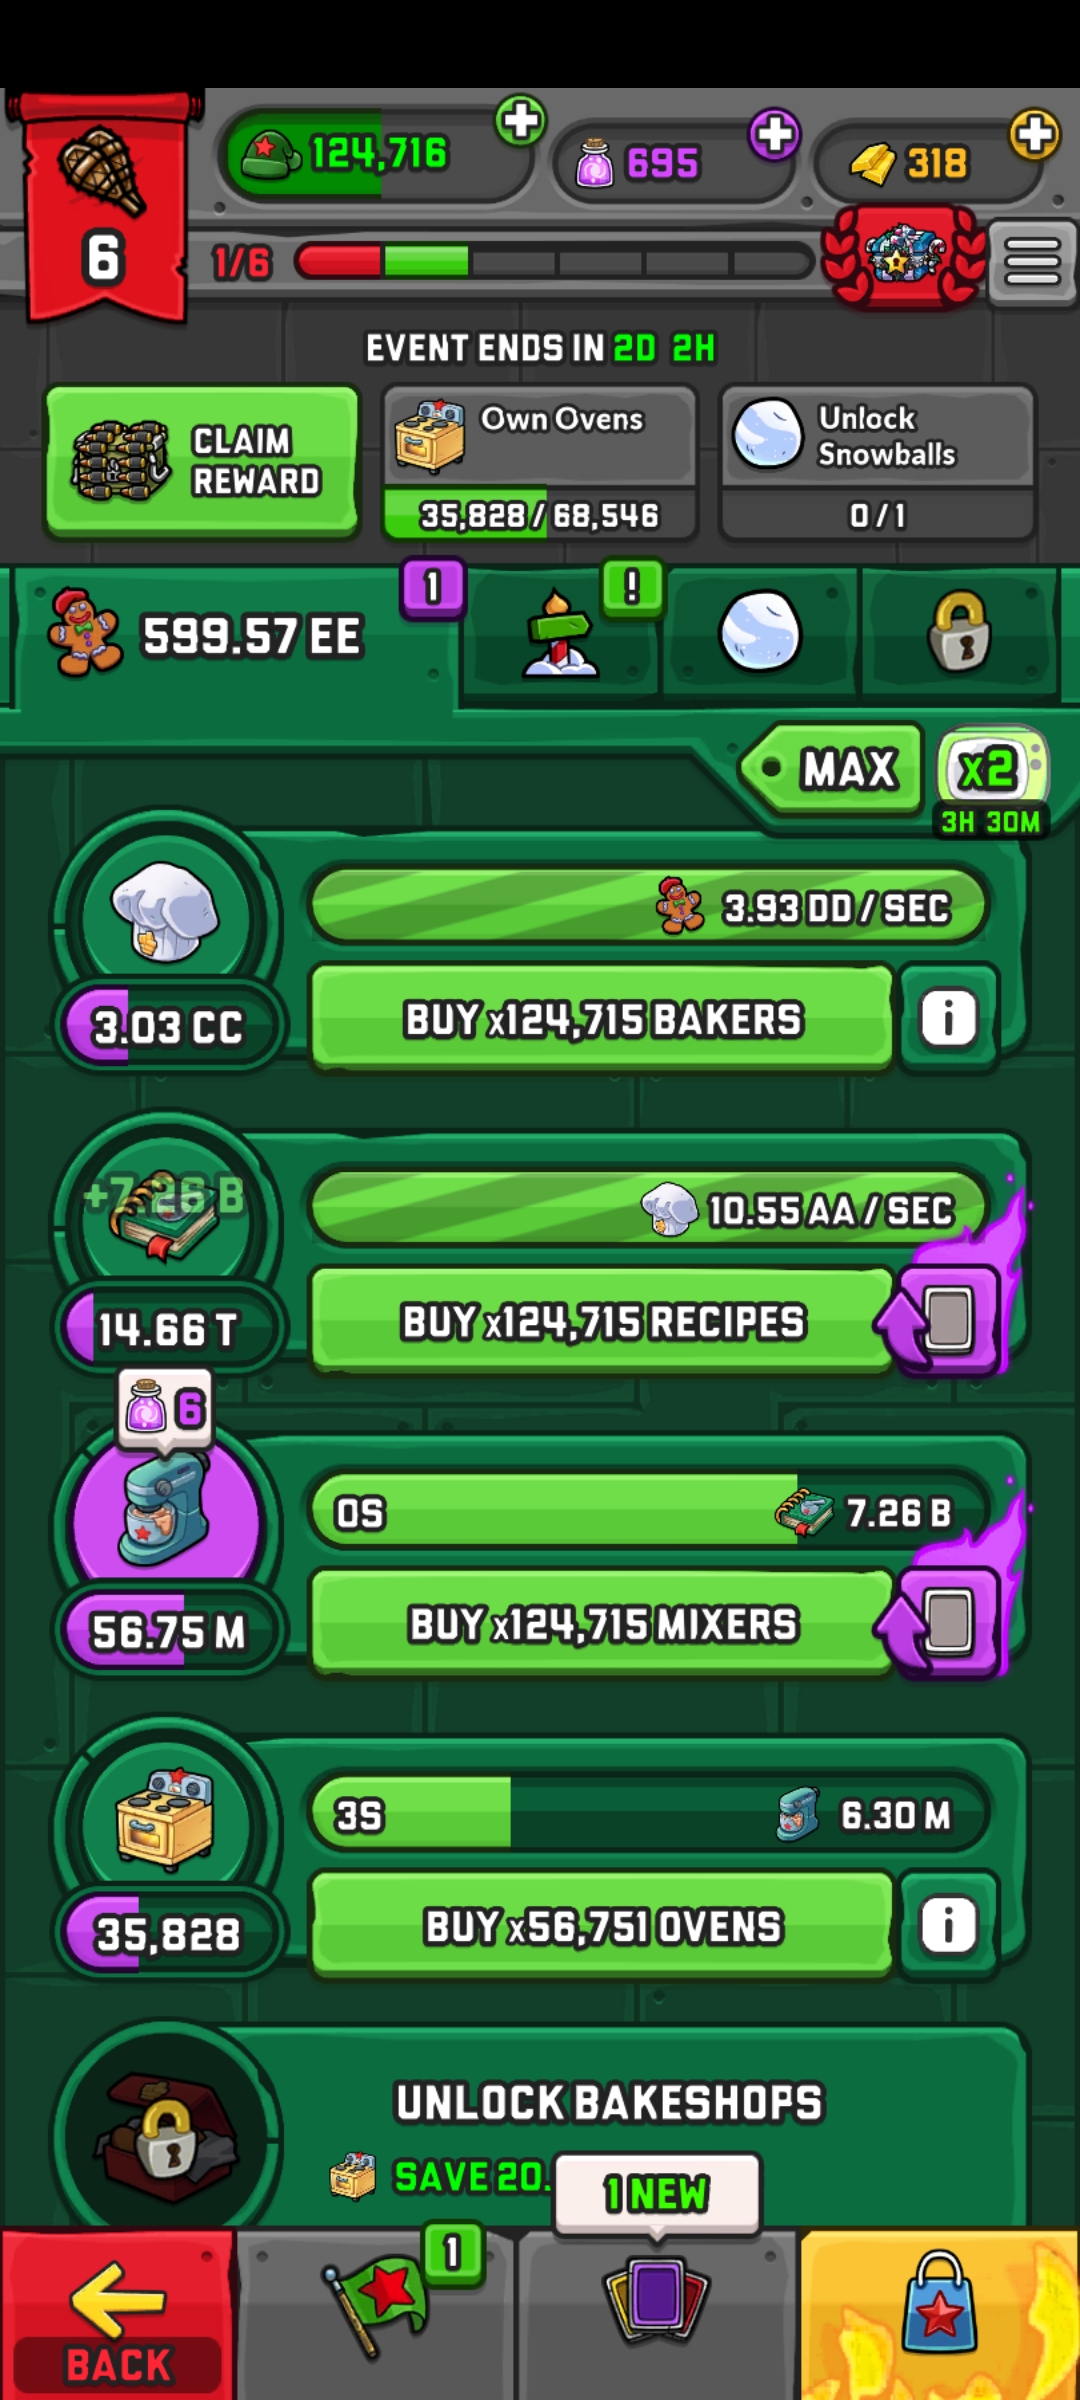 124,716
695
318
6
1/6
EVENT ENDS IN 2D 2H
CLAIM
REWARD
Own Ovens
35,828 / 68,546
Unlock
Snowballs
0 / 1
599.57 EE
1
!
MAX
x2
3H 30M
3.93 DD / SEC
3.03 CC
BUY x124,715 BAKERS
i
+7.26 B
10.55 AA / SEC
14.66 T
BUY x124,715 RECIPES
6
0S
7.26 B
56.75 M
BUY x124,715 MIXERS
3S
6.30 M
35,828
BUY x56,751 OVENS
i
UNLOCK BAKESHOPS
SAVE 20.
1 NEW
1
BACK